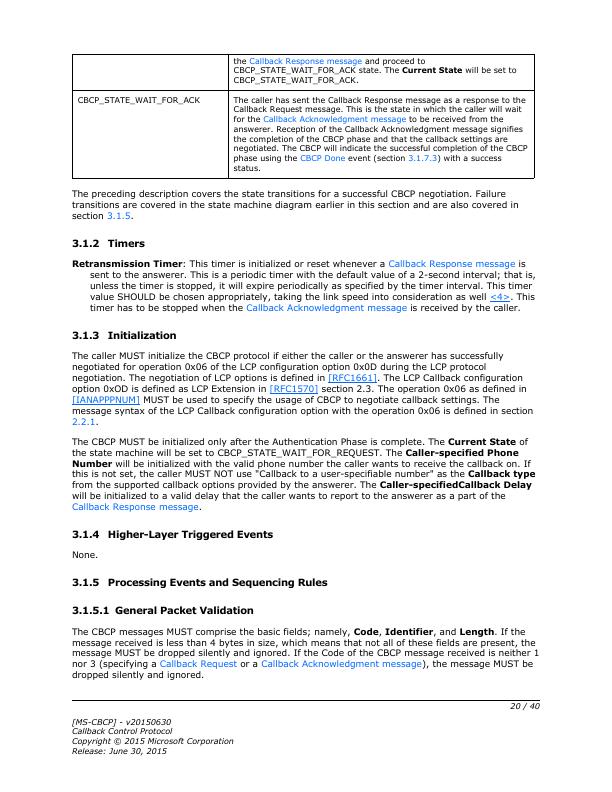 the Callback Response message and proceed to
CBCP_STATE_WAIT_FOR_ACK state. The Current State will be set to
CBCP_STATE_WAIT_FOR_ACK.
CBCP_STATE_WAIT_FOR_ACK
The caller has sent the Callback Response message as a response to the
Callback Request message. This is the state in which the caller will wait
for the Callback Acknowledgment message to be received from the
answerer. Reception of the Callback Acknowledgment message signifies
the completion of the CBCP phase and that the callback settings are
negotiated. The CBCP will indicate the successful completion of the CBCP
phase using the CBCP Done event (section 3.1.7.3) with a success
status.
The preceding description covers the state transitions for a successful CBCP negotiation. Failure
transitions are covered in the state machine diagram earlier in this section and are also covered in
section 3.1.5.
3.1.2 Timers
Retransmission Timer: This timer is initialized or reset whenever a Callback Response message is
sent to the answerer. This is a periodic timer with the default value of a 2-second interval; that is,
unless the timer is stopped, it will expire periodically as specified by the timer interval. This timer
value SHOULD be chosen appropriately, taking the link speed into consideration as well <4>. This
timer has to be stopped when the Callback Acknowledgment message is received by the caller.
3.1.3 Initialization
The caller MUST initialize the CBCP protocol if either the caller or the answerer has successfully
negotiated for operation 0x06 of the LCP configuration option 0x0D during the LCP protocol
negotiation. The negotiation of LCP options is defined in [RFC1661]. The LCP Callback configuration
option 0xOD is defined as LCP Extension in [RFC1570] section 2.3. The operation 0x06 as defined in
[IANAPPPNUM] MUST be used to specify the usage of CBCP to negotiate callback settings. The
message syntax of the LCP Callback configuration option with the operation 0x06 is defined in section
2.2.1.
The CBCP MUST be initialized only after the Authentication Phase is complete. The Current State of
the state machine will be set to CBCP_STATE_WAIT_FOR_REQUEST. The Caller-specified Phone
Number will be initialized with the valid phone number the caller wants to receive the callback on. If
this is not set, the caller MUST NOT use "Callback to a user-specifiable number" as the Callback type
from the supported callback options provided by the answerer. The Caller-specifiedCallback Delay
will be initialized to a valid delay that the caller wants to report to the answerer as a part of the
Callback Response message.
3.1.4 Higher-Layer Triggered Events
None.
3.1.5 Processing Events and Sequencing Rules
3.1.5.1 General Packet Validation
The CBCP messages MUST comprise the basic fields; namely, Code, Identifier, and Length. If the
message received is less than 4 bytes in size, which means that not all of these fields are present, the
message MUST be dropped silently and ignored. If the Code of the CBCP message received is neither 1
nor 3 (specifying a Callback Request or a Callback Acknowledgment message), the message MUST be
dropped silently and ignored.
20 / 40
[MS-CBCP] - v20150630
Callback Control Protocol
Copyright © 2015 Microsoft Corporation
Release: June 30, 2015